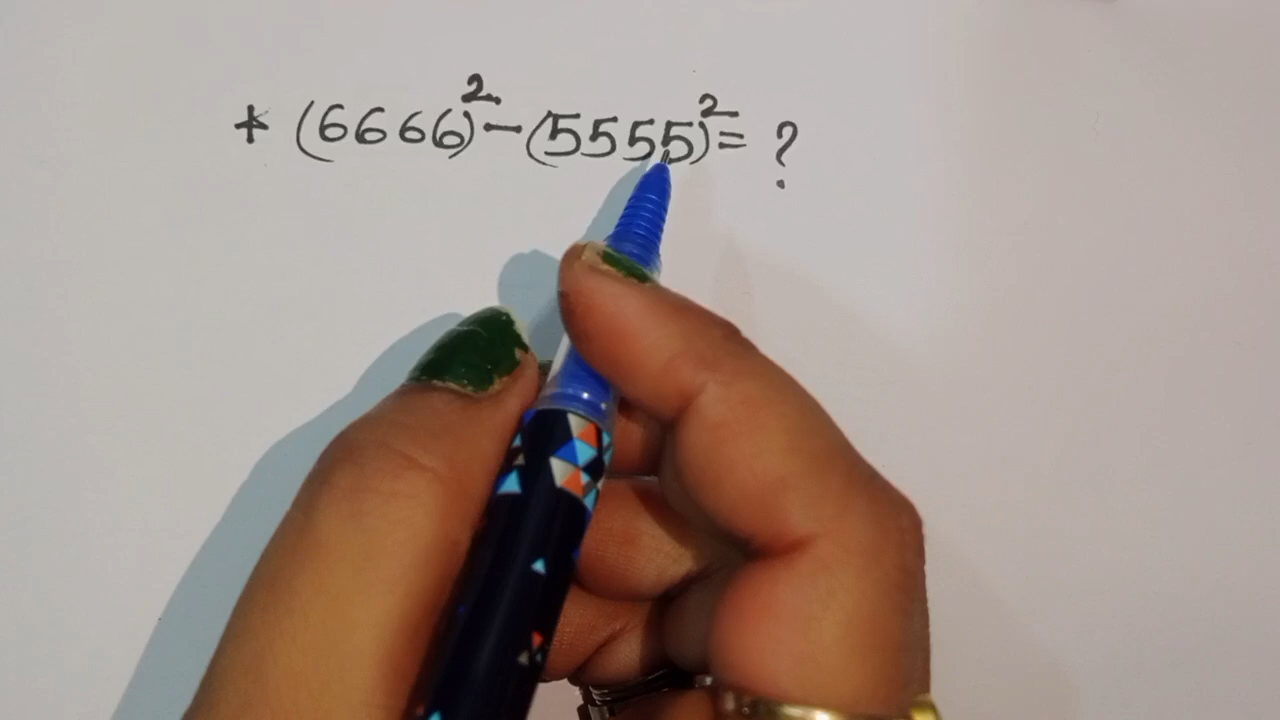 * (6666)² - (5555)² = ?